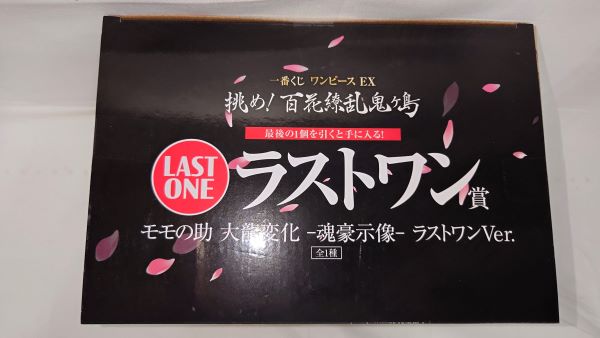 一番くじ ワンピース EX
挑め！百花繚乱鬼ヶ島
最後の1個を引くと手に入る！
LAST
ONE
ラストワン賞
モモの助 大龍変化 -魂豪示像- ラストワンVer.
全1種